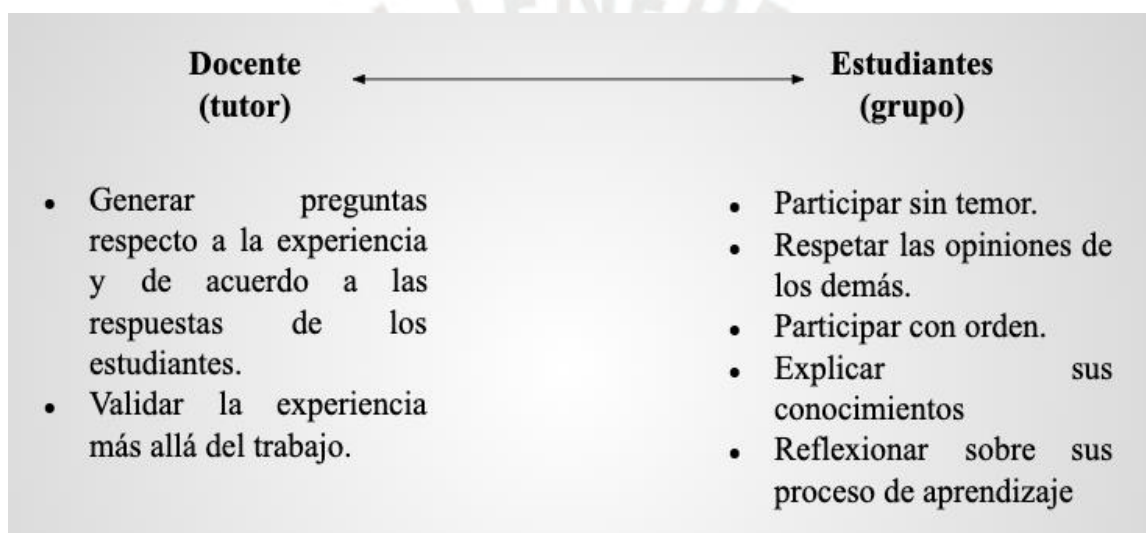 Docente
(tutor)
Estudiantes
(grupo)
• Generar preguntas
respecto a la experiencia
y de acuerdo a las
respuestas de los
estudiantes.
• Validar la experiencia
más allá del trabajo.
• Participar sin temor.
• Respetar las opiniones de
los demás.
• Participar con orden.
• Explicar sus
conocimientos
• Reflexionar sobre sus
proceso de aprendizaje